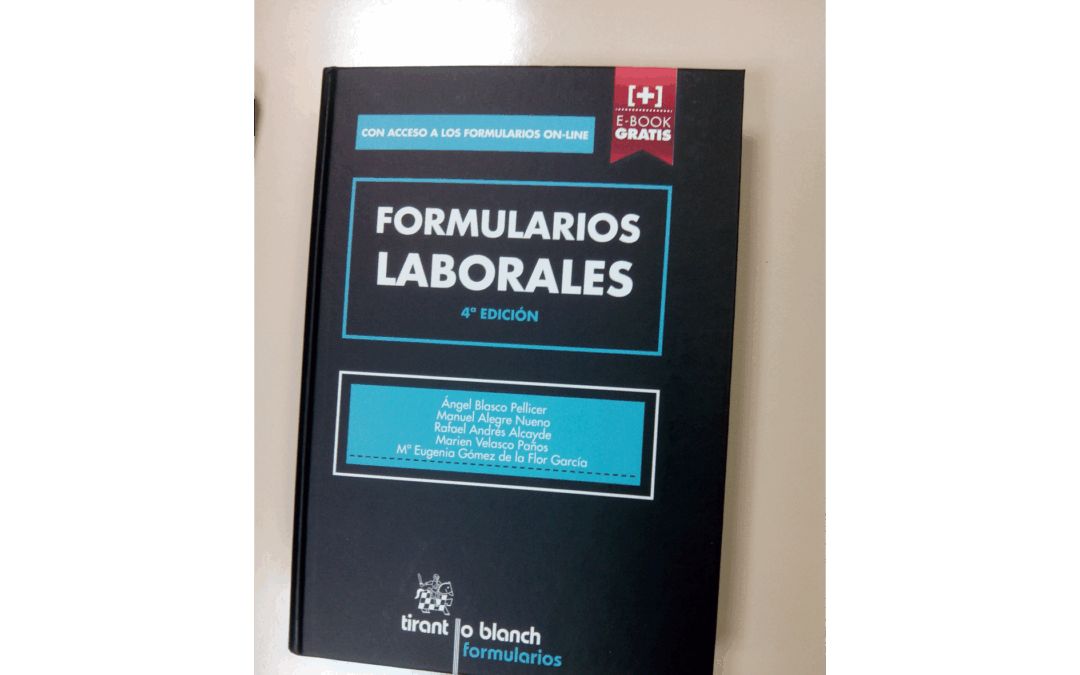 [+]
E-BOOK
GRATIS
CON ACCESO A LOS FORMULARIOS ON-LINE
FORMULARIOS
LABORALES
4ª EDICIÓN
Ángel Blasco Pellicer
Manuel Alegre Nueno
Rafael Andrés Alcayde
Marien Velasco Paños
Mª Eugenia Gómez de la Flor García
tirant lo blanch
formularios